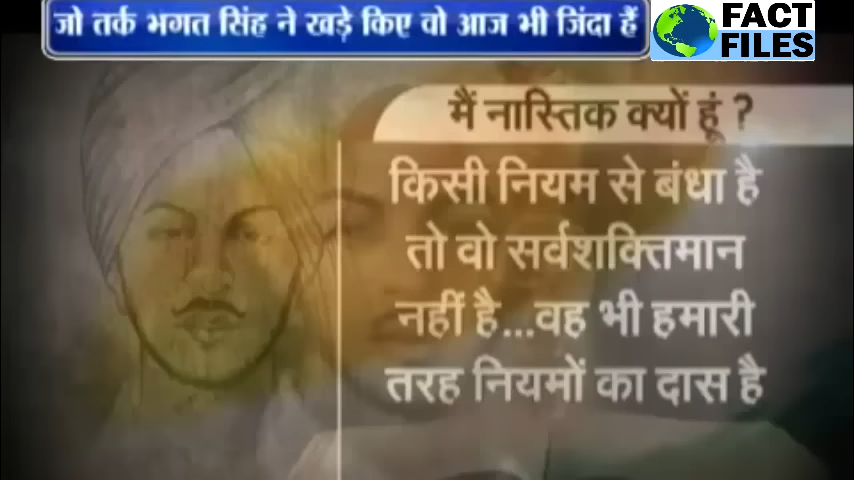 जो तर्क भगत सिंह ने खड़े किए वो आज भी जिंदा हैं
FACT
FILES
मैं नास्तिक क्यों हूं ?
किसी नियम से बंधा है
तो वो सर्वशक्तिमान
नहीं है...वह भी हमारी
तरह नियमों का दास है